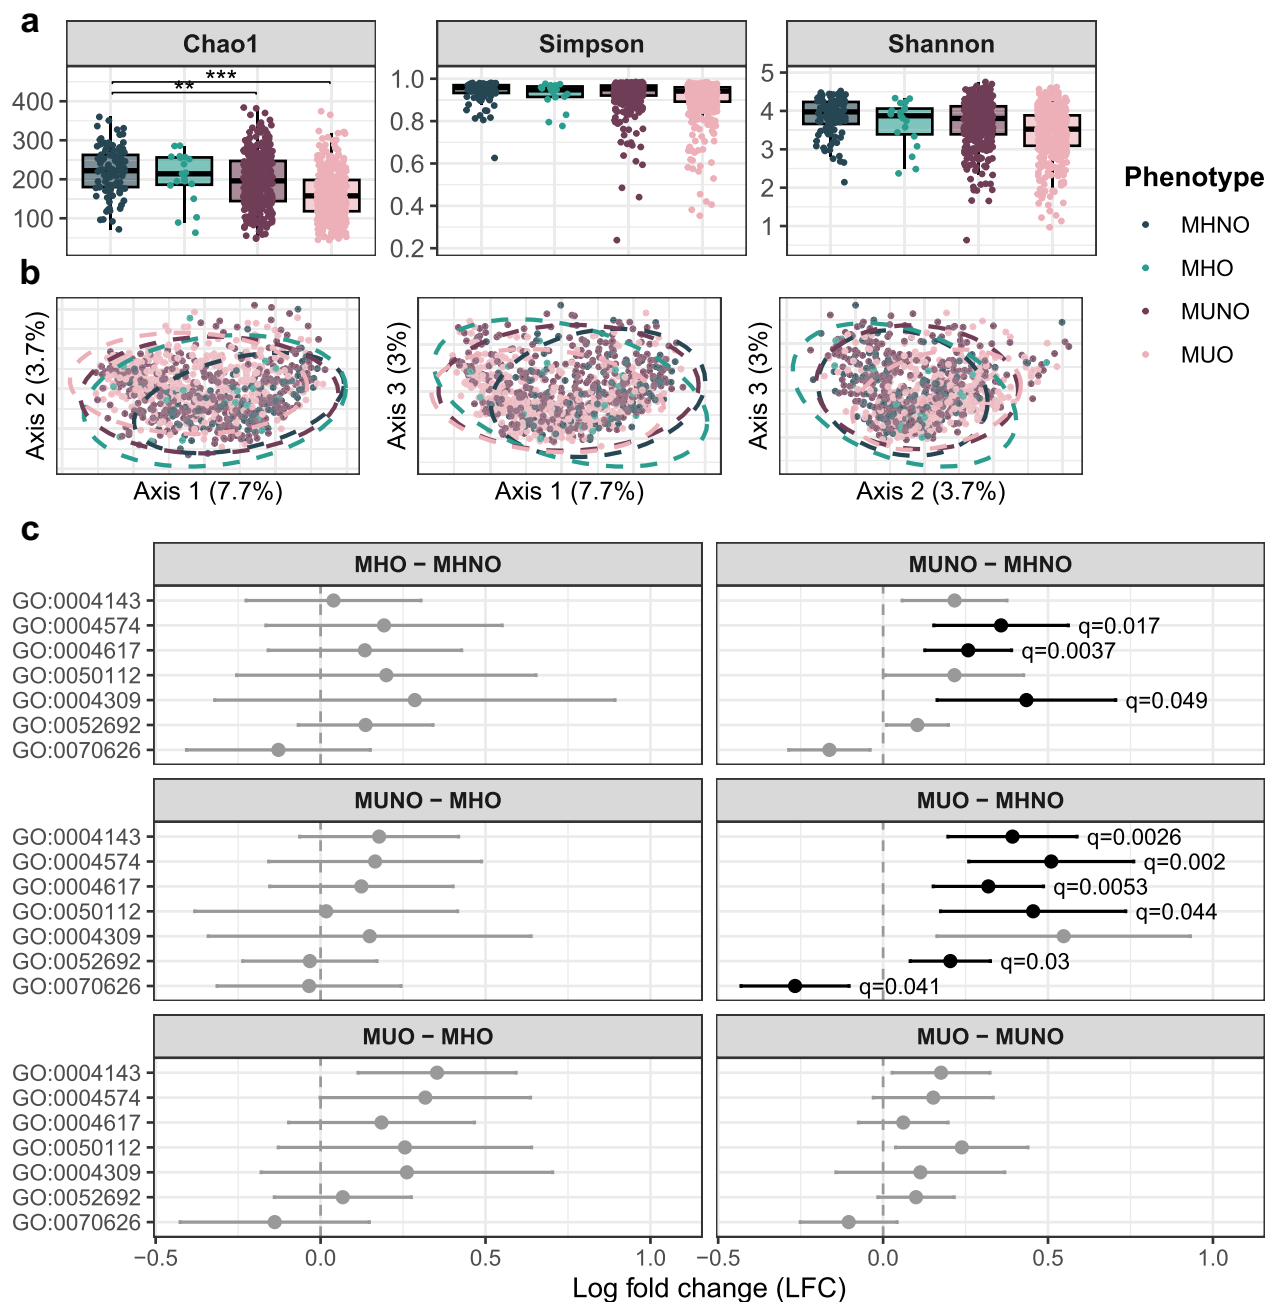 a
Chao1
Simpson
Shannon
***
**
400
300
200
100
1.0
0.8
0.6
0.4
0.2
5
4
3
2
1
Phenotype
MHNO
MHO
MUNO
MUO
b
Axis 2 (3.7%)
Axis 1 (7.7%)
Axis 3 (3%)
Axis 1 (7.7%)
Axis 3 (3%)
Axis 2 (3.7%)
c
MHO − MHNO
MUNO − MHNO
GO:0004143
GO:0004574
q=0.017
GO:0004617
q=0.0037
GO:0050112
GO:0004309
q=0.049
GO:0052692
GO:0070626
MUNO − MHO
MUO − MHNO
GO:0004143
q=0.0026
GO:0004574
q=0.002
GO:0004617
q=0.0053
GO:0050112
q=0.044
GO:0004309
GO:0052692
q=0.03
GO:0070626
q=0.041
MUO − MHO
MUO − MUNO
GO:0004143
GO:0004574
GO:0004617
GO:0050112
GO:0004309
GO:0052692
GO:0070626
−0.5 0.0 0.5 1.0
−0.5 0.0 0.5 1.0
Log fold change (LFC)